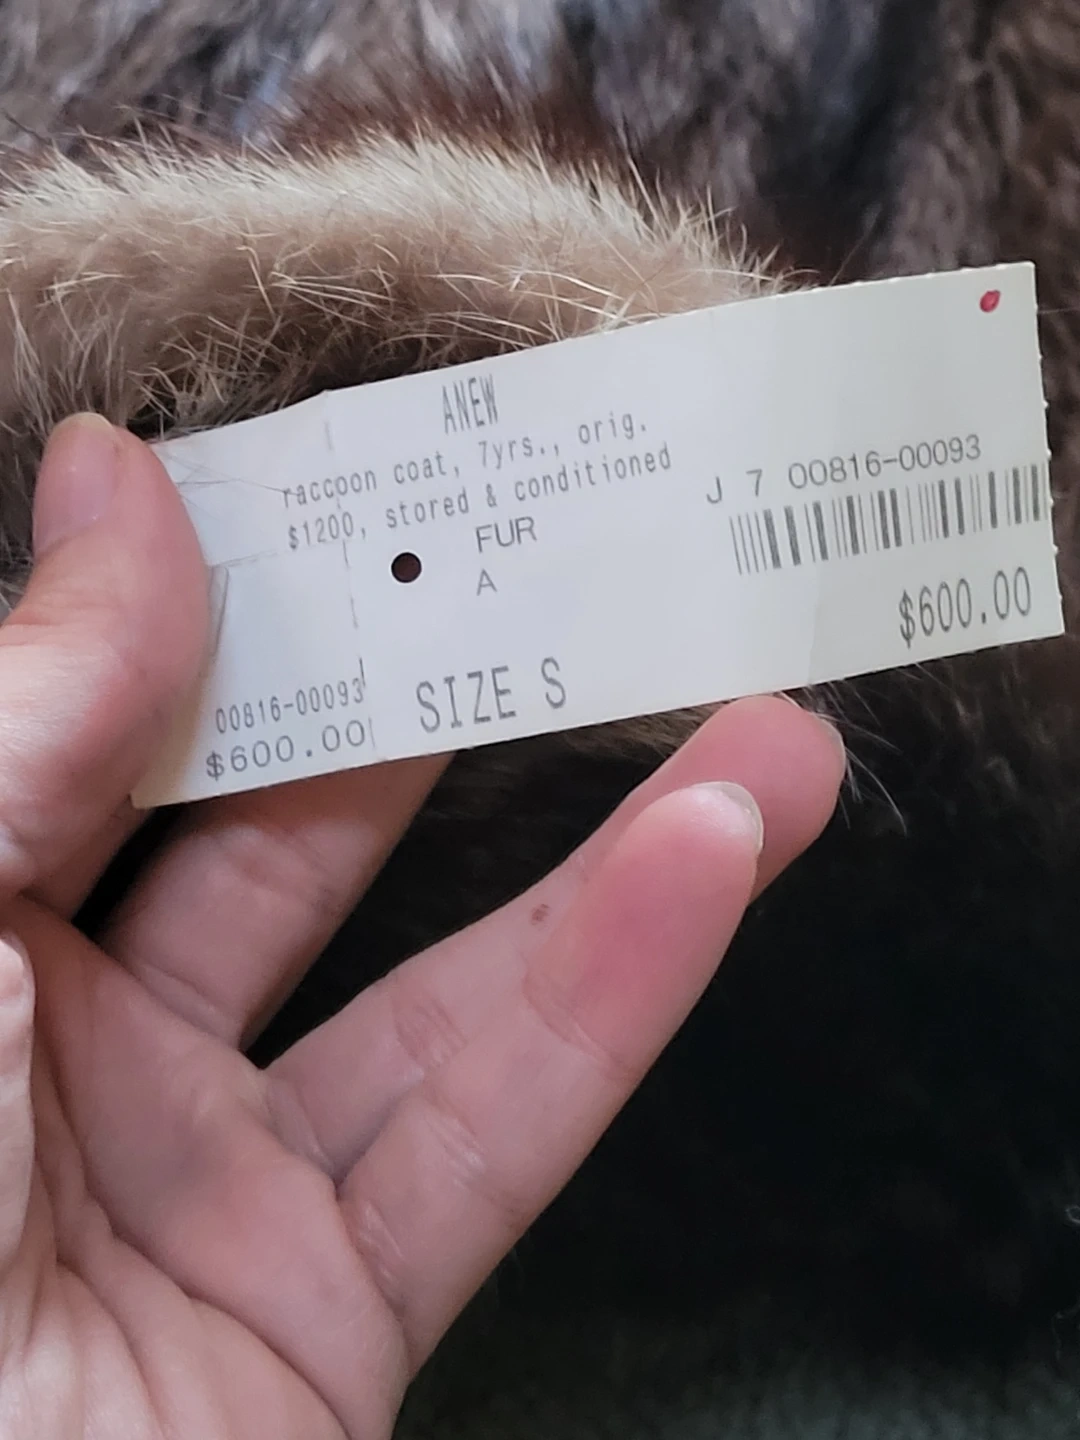 ANEW
raccoon coat, 7yrs., orig.
$1200, stored & conditioned
FUR
A
SIZE S
J 7 00816-00093
$600.00
00816-00093
$600.00